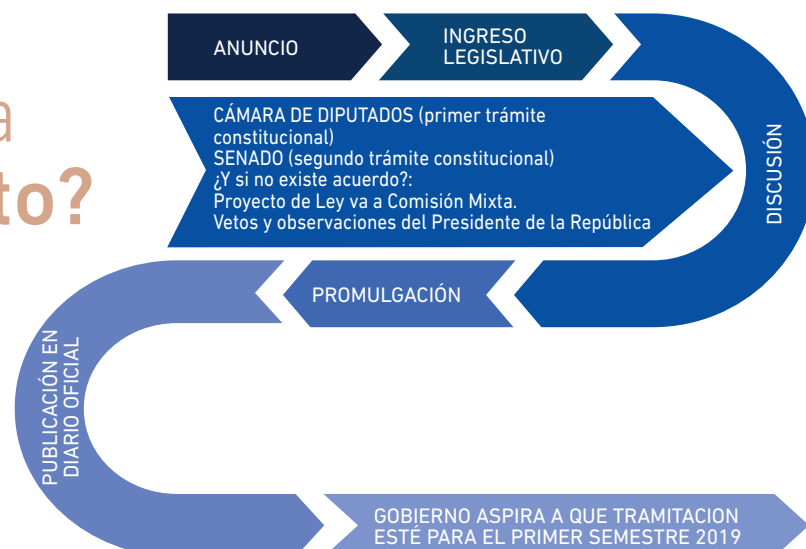 a
to?
ANUNCIO
INGRESO
LEGISLATIVO
CÁMARA DE DIPUTADOS (primer trámite
constitucional)
SENADO (segundo trámite constitucional)
¿Y si no existe acuerdo?:
Proyecto de Ley va a Comisión Mixta.
Vetos y observaciones del Presidente de la República
DISCUSIÓN
PROMULGACIÓN
PUBLICACIÓN EN
DIARIO OFICIAL
GOBIERNO ASPIRA A QUE TRAMITACION
ESTÉ PARA EL PRIMER SEMESTRE 2019